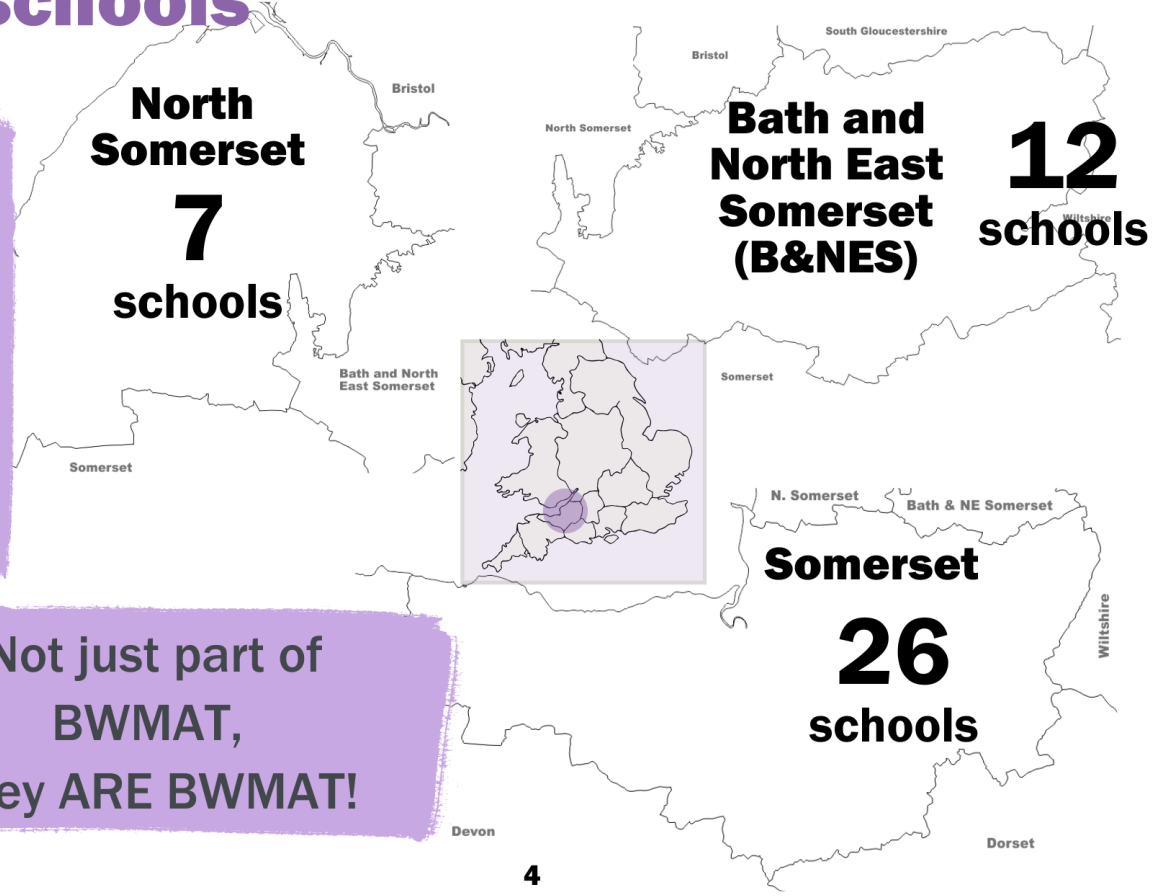 schools
North
Somerset
7
schools
Bristol
Bath and North
East Somerset
Somerset
South Gloucestershire
Bristol
North Somerset
Bath and
North East
Somerset
(B&NES)
12
schools
Wiltshire
Somerset
N. Somerset
Bath & NE Somerset
Somerset
26
schools
Wiltshire
Devon
Dorset
Not just part of
BWMAT,
ey ARE BWMAT!
4